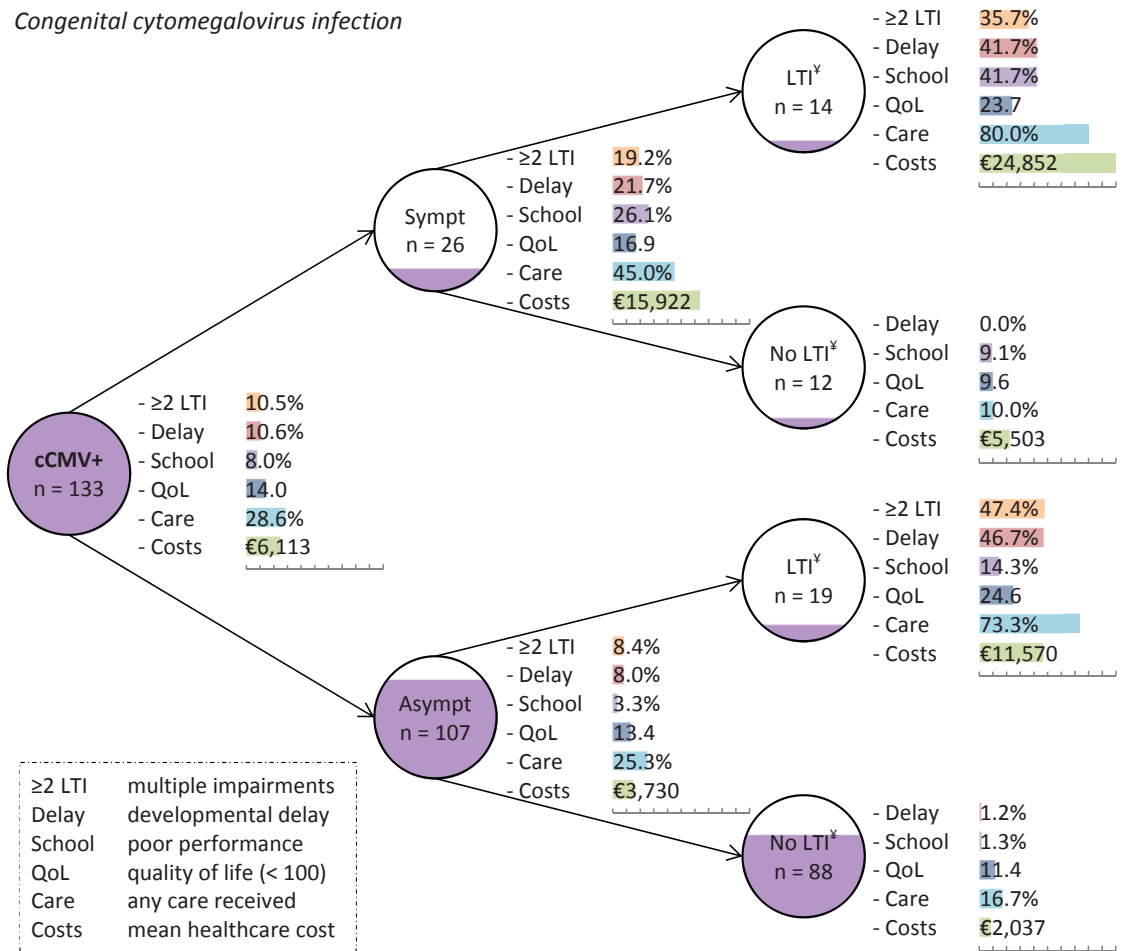 Congenital cytomegalovirus infection
cCMV+
n = 133
- ≥2 LTI 10.5%
- Delay 10.6%
- School 8.0%
- QoL 14.0
- Care 28.6%
- Costs €6,113
Sympt
n = 26
- ≥2 LTI 19.2%
- Delay 21.7%
- School 26.1%
- QoL 16.9
- Care 45.0%
- Costs €15,922
LTI¥
n = 14
- ≥2 LTI 35.7%
- Delay 41.7%
- School 41.7%
- QoL 23.7
- Care 80.0%
- Costs €24,852
No LTI¥
n = 12
- Delay 0.0%
- School 9.1%
- QoL 9.6
- Care 10.0%
- Costs €5,503
Asympt
n = 107
- ≥2 LTI 8.4%
- Delay 8.0%
- School 3.3%
- QoL 13.4
- Care 25.3%
- Costs €3,730
LTI¥
n = 19
- ≥2 LTI 47.4%
- Delay 46.7%
- School 14.3%
- QoL 24.6
- Care 73.3%
- Costs €11,570
No LTI¥
n = 88
- Delay 1.2%
- School 1.3%
- QoL 11.4
- Care 16.7%
- Costs €2,037
≥2 LTI multiple impairments
Delay developmental delay
School poor performance
QoL quality of life (< 100)
Care any care received
Costs mean healthcare cost